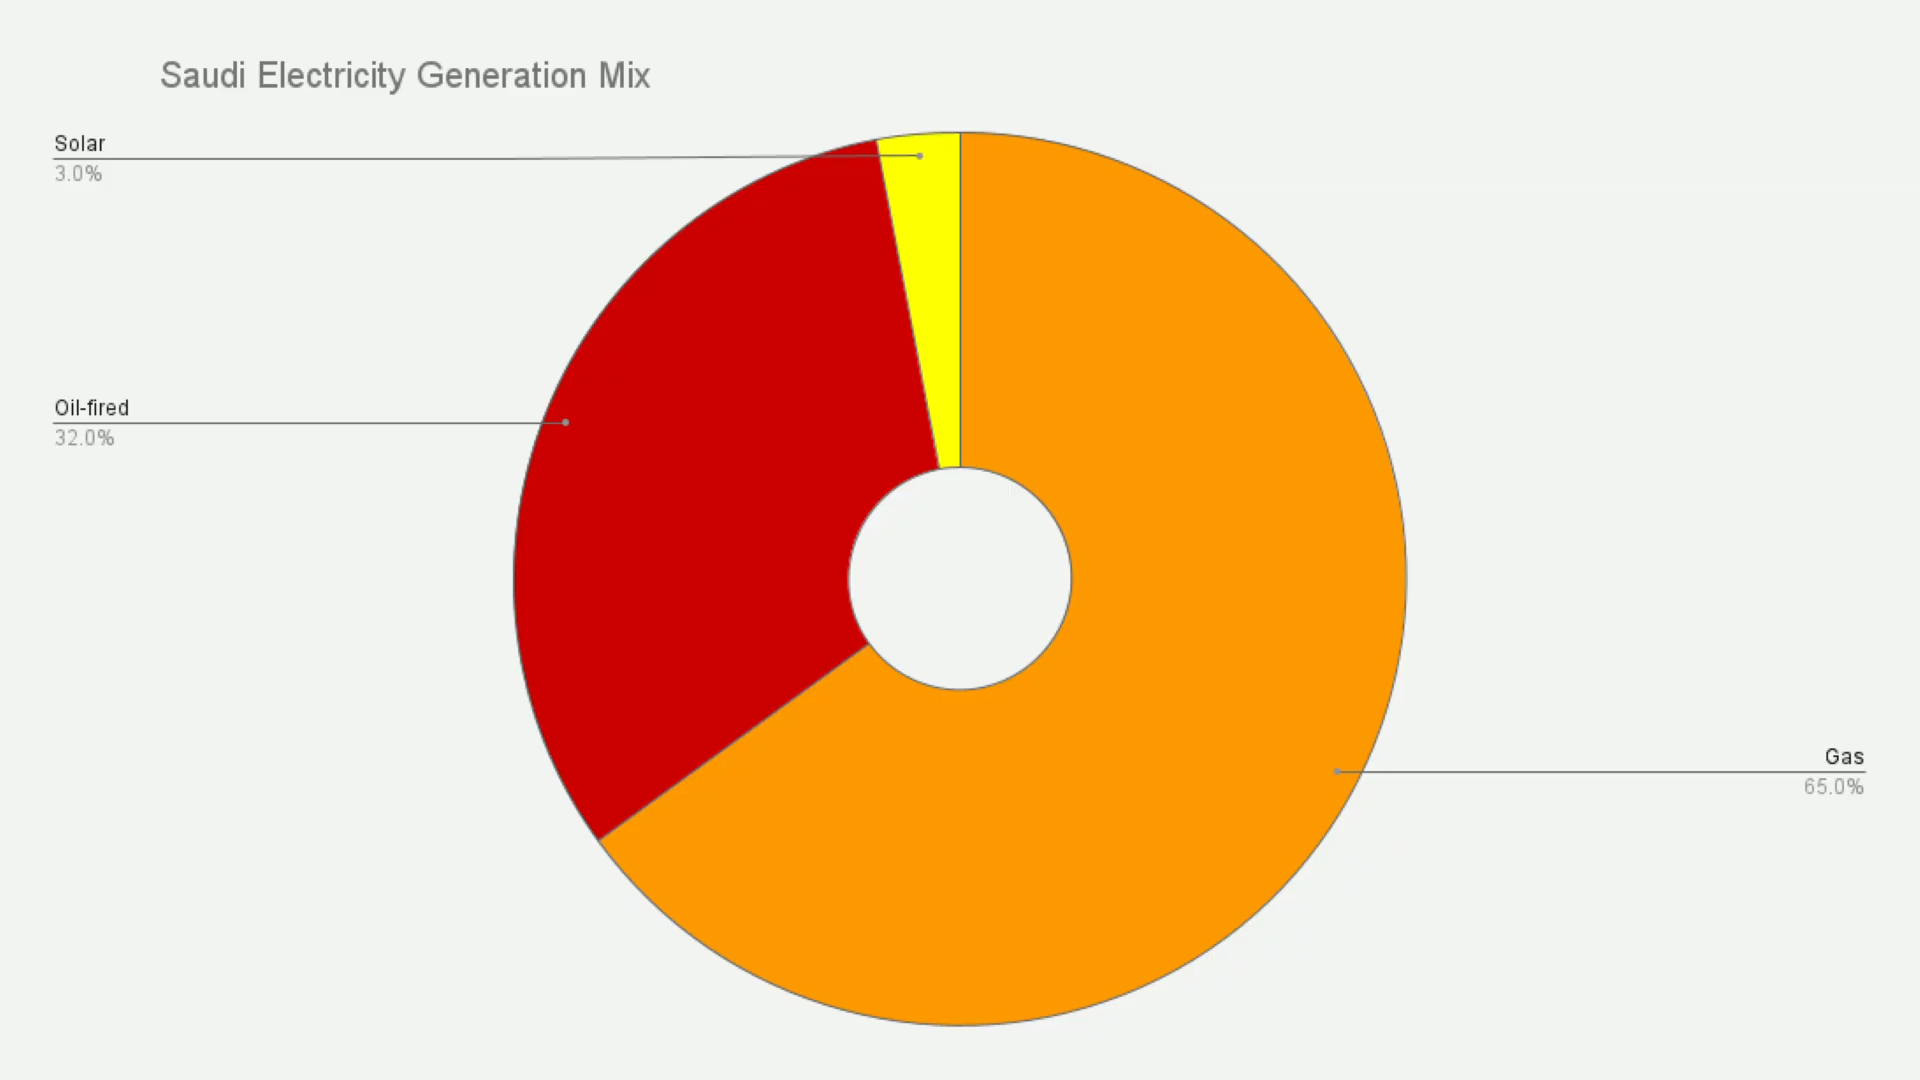 Saudi Electricity Generation Mix
Solar
3.0%
Oil-fired
32.0%
Gas
65.0%